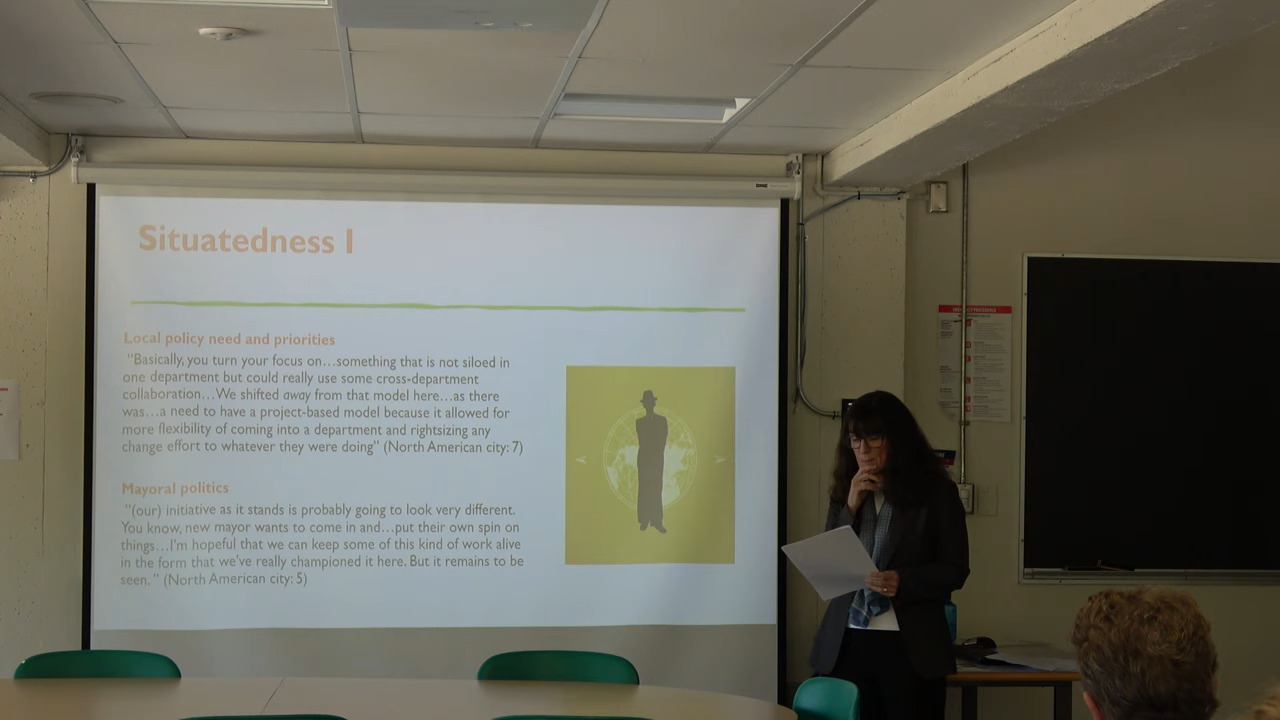 Situatedness I
Local policy need and priorities
"Basically, you turn your focus on…something that is not siloed in
one department but could really use some cross-department
collaboration…We shifted away from that model here…as there
was…a need to have a project-based model because it allowed for
more flexibility of coming into a department and rightsizing any
change effort to whatever they were doing" (North American city: 7)
Mayoral politics
"(our) initiative as it stands is probably going to look very different.
You know, new mayor wants to come in and…put their own spin on
things…I'm hopeful that we can keep some of this kind of work alive
in the form that we've really championed it here. But it remains to be
seen. " (North American city: 5)